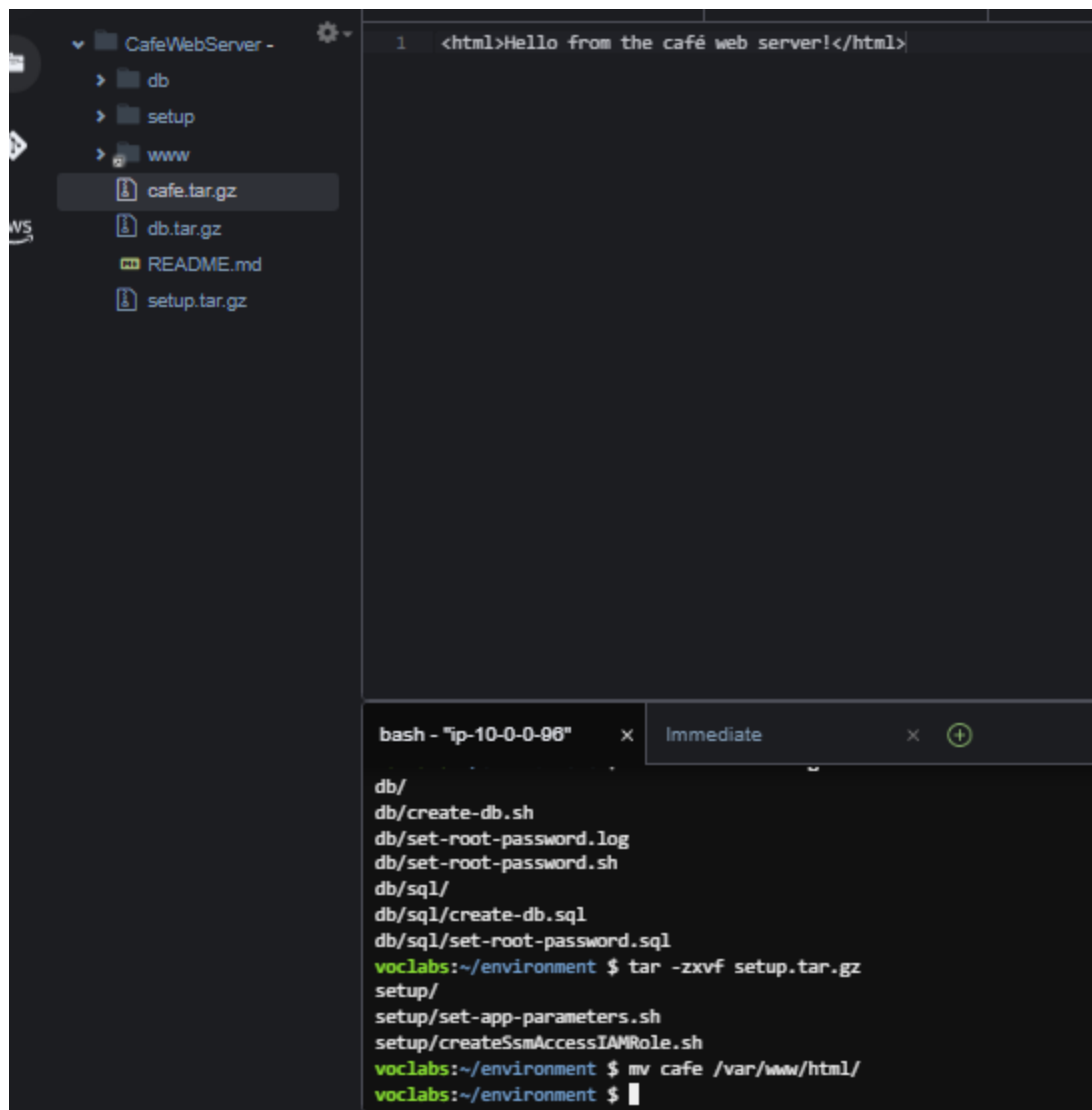 CafeWebServer -
db
setup
www
cafe.tar.gz
db.tar.gz
README.md
setup.tar.gz
ws
1 <html>Hello from the café web server!</html>
bash - "ip-10-0-0-96" × Immediate ×
db/
db/create-db.sh
db/set-root-password.log
db/set-root-password.sh
db/sql/
db/sql/create-db.sql
db/sql/set-root-password.sql
voclabs:~/environment $ tar -zxvf setup.tar.gz
setup/
setup/set-app-parameters.sh
setup/createSsmAccessIAMRole.sh
voclabs:~/environment $ mv cafe /var/www/html/
voclabs:~/environment $